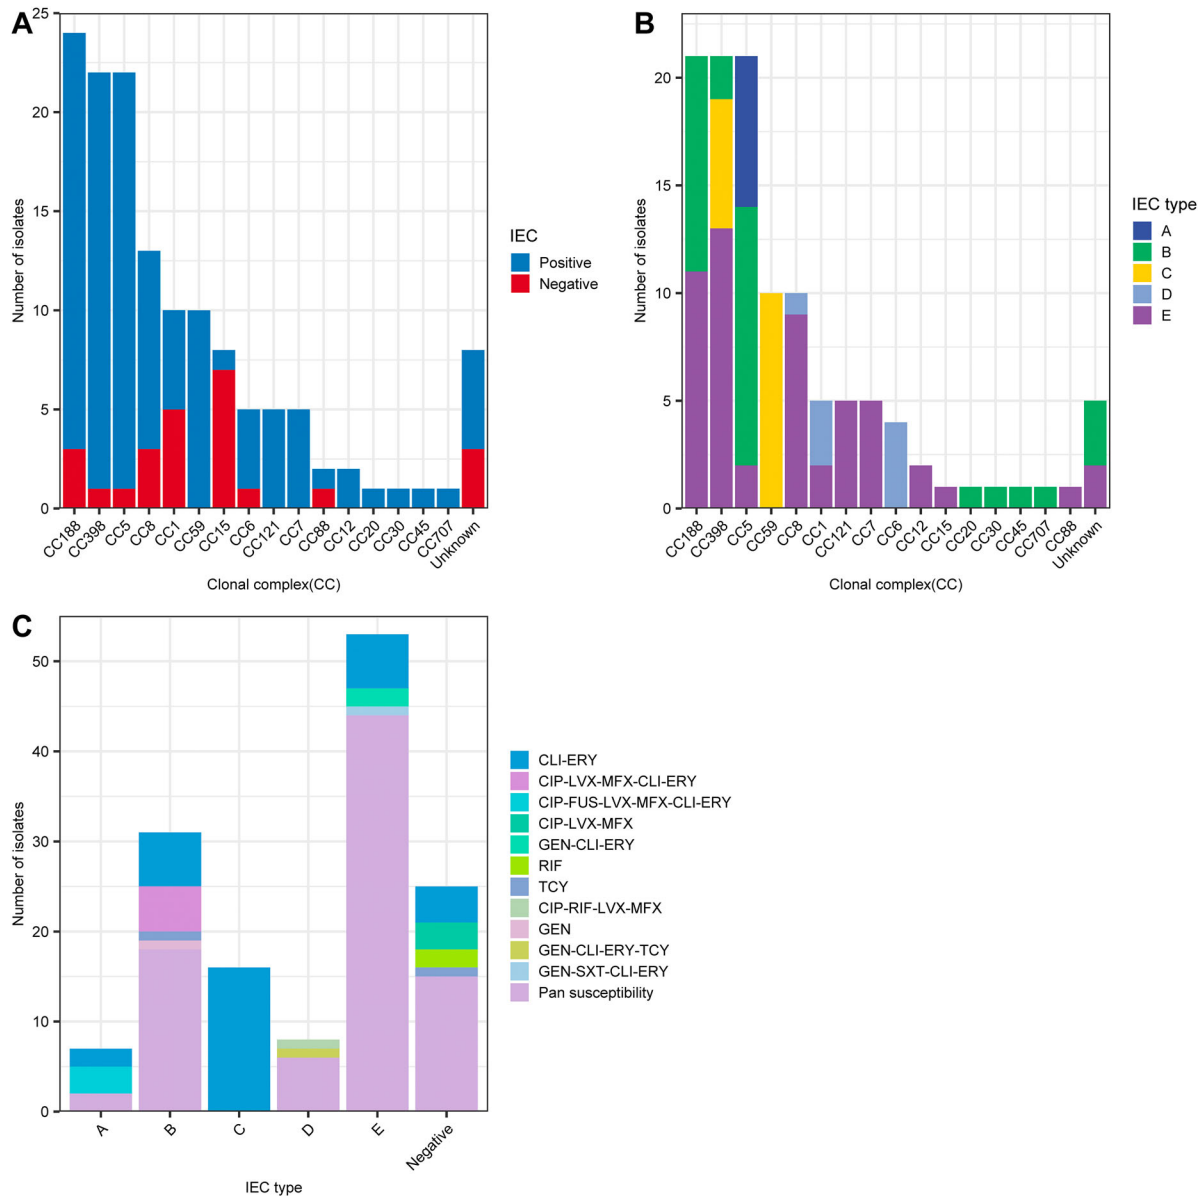 A
25
20
15
10
5
0
Number of isolates
CC188
CC398
CC5
CC8
CC1
CC59
CC15
CC6
CC121
CC7
CC88
CC12
CC20
CC30
CC45
CC707
Unknown
Clonal complex(CC)
IEC
Positive
Negative
B
20
15
10
5
0
Number of isolates
CC188
CC398
CC5
CC59
CC8
CC1
CC121
CC7
CC6
CC12
CC15
CC20
CC30
CC45
CC707
CC88
Unknown
Clonal complex(CC)
IEC type
A
B
C
D
E
C
50
40
30
20
10
0
Number of isolates
A
B
C
D
E
Negative
IEC type
CLI-ERY
CIP-LVX-MFX-CLI-ERY
CIP-FUS-LVX-MFX-CLI-ERY
CIP-LVX-MFX
GEN-CLI-ERY
RIF
TCY
CIP-RIF-LVX-MFX
GEN
GEN-CLI-ERY-TCY
GEN-SXT-CLI-ERY
Pan susceptibility